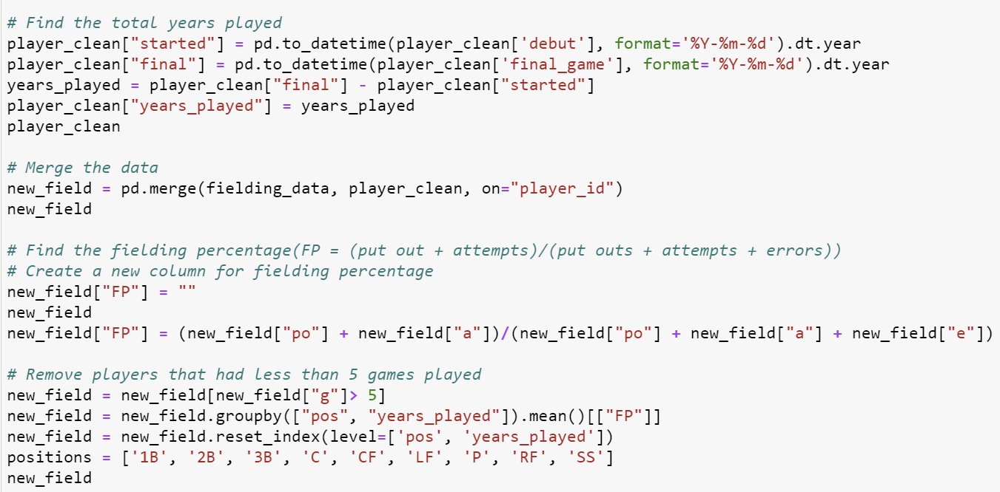 # Find the total years played
player_clean["started"] = pd.to_datetime(player_clean['debut'], format='%Y-%m-%d').dt.year
player_clean["final"] = pd.to_datetime(player_clean['final_game'], format='%Y-%m-%d').dt.year
years_played = player_clean["final"] - player_clean["started"]
player_clean["years_played"] = years_played
player_clean

# Merge the data
new_field = pd.merge(fielding_data, player_clean, on="player_id")
new_field

# Find the fielding percentage(FP = (put out + attempts)/(put outs + attempts + errors))
# Create a new column for fielding percentage
new_field["FP"] = ""
new_field
new_field["FP"] = (new_field["po"] + new_field["a"])/(new_field["po"] + new_field["a"] + new_field["e"])

# Remove players that had less than 5 games played
new_field = new_field[new_field["g"]> 5]
new_field = new_field.groupby(["pos", "years_played"]).mean()[["FP"]]
new_field = new_field.reset_index(level=['pos', 'years_played'])
positions = ['1B', '2B', '3B', 'C', 'CF', 'LF', 'P', 'RF', 'SS']
new_field